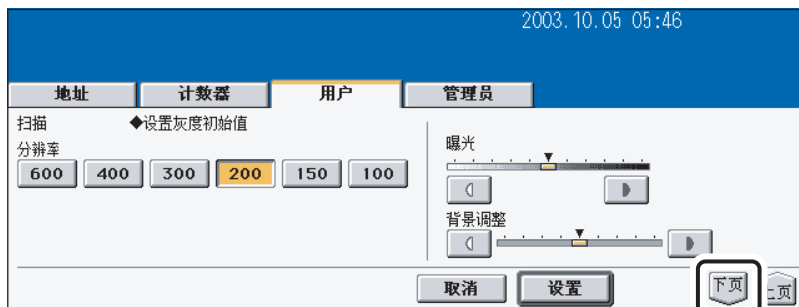 2003.10.05 05:46
地址 计数器 用户 管理员
扫描 ◆设置灰度初始值
分辨率
600 400 300 200 150 100
曝光
背景调整
取消 设置 下页 上页